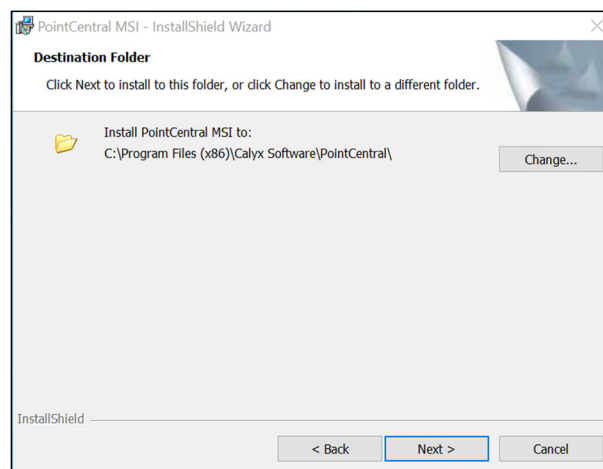 PointCentral MSI - InstallShield Wizard
Destination Folder
Click Next to install to this folder, or click Change to install to a different folder.
Install PointCentral MSI to:
C:\Program Files (x86)\Calyx Software\PointCentral\
Change...
InstallShield
< Back
Next >
Cancel